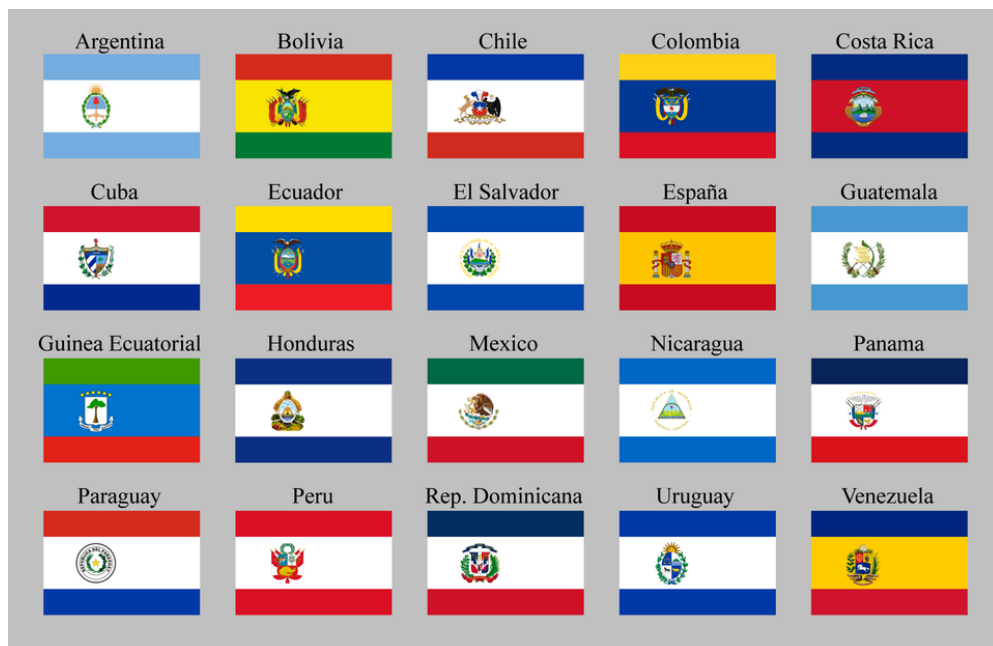 Argentina Bolivia Chile Colombia Costa Rica
Cuba Ecuador El Salvador España Guatemala
Guinea Ecuatorial Honduras Mexico Nicaragua Panama
Paraguay Peru Rep. Dominicana Uruguay Venezuela